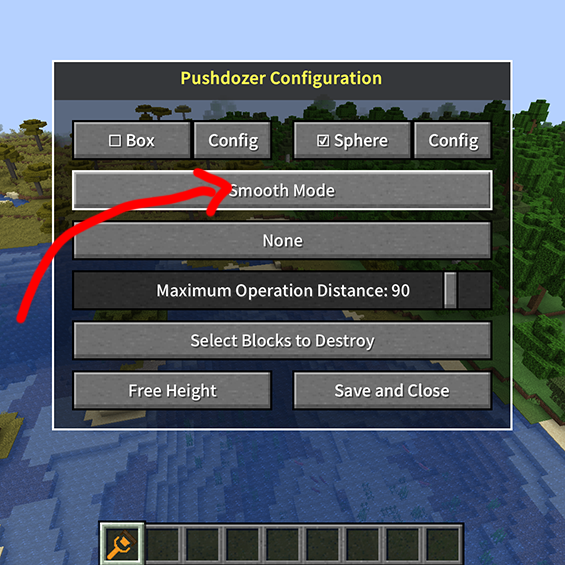 Pushdozer Configuration
☐ Box Config ☑ Sphere Config
Smooth Mode
None
Maximum Operation Distance: 90
Select Blocks to Destroy
Free Height Save and Close